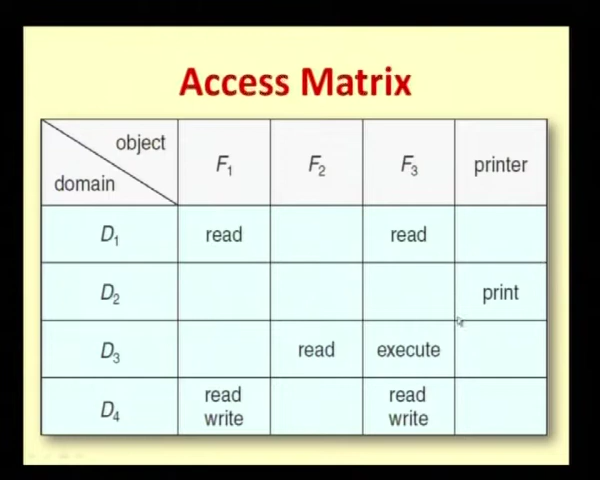 Access Matrix
object
domain
F₁ F₂ F₃ printer
D₁ read read
D₂ print
D₃ read execute
D₄ read write read write